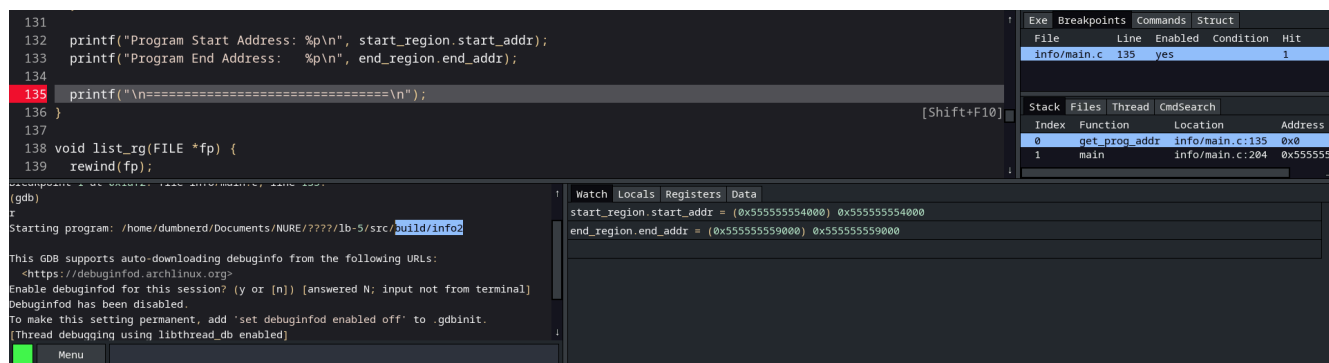 131
132 printf("Program Start Address: %p\n", start_region.start_addr);
133 printf("Program End Address:   %p\n", end_region.end_addr);
134
135 printf("\n================================\n");
136 }
[Shift+F10]
137
138 void list_rg(FILE *fp) {
139 rewind(fp);
Exe Breakpoints Commands Struct
File Line Enabled Condition Hit
info/main.c 135 yes 1
Stack Files Thread CmdSearch
Index Function Location Address
0 get_prog_addr info/main.c:135 0x0
1 main info/main.c:204 0x555555
(gdb)
r
Starting program: /home/dumbnerd/Documents/NURE/????/lb-5/src/build/info2
This GDB supports auto-downloading debuginfo from the following URLs:
<https://debuginfod.archlinux.org>
Enable debuginfod for this session? (y or [n]) [answered N; input not from terminal]
Debuginfod has been disabled.
To make this setting permanent, add 'set debuginfod enabled off' to .gdbinit.
[Thread debugging using libthread_db enabled]
Menu
Watch Locals Registers Data
start_region.start_addr = (0x555555554000) 0x555555554000
end_region.end_addr = (0x555555559000) 0x555555559000